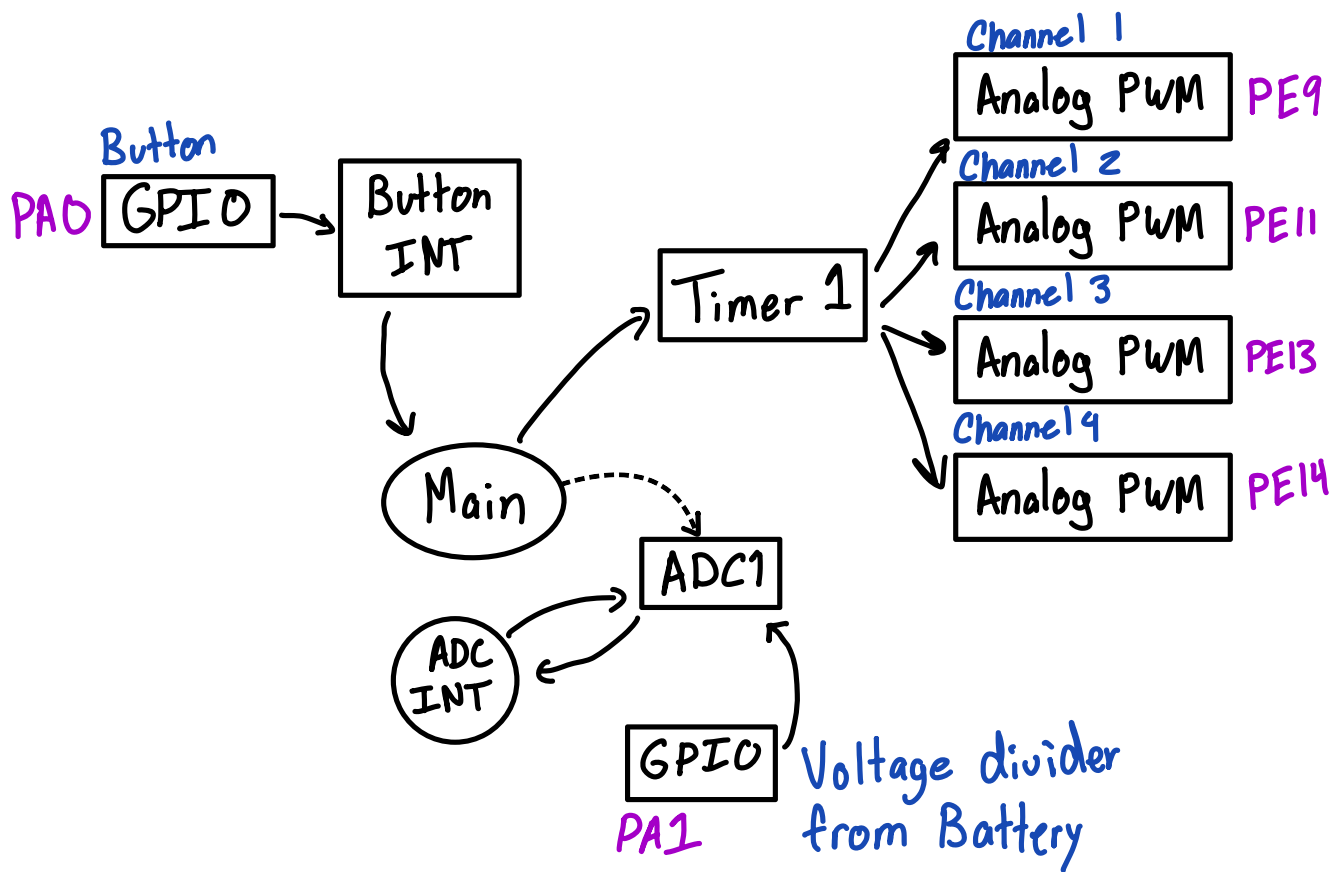 Channel 1
Analog PWM PE9
Button
PA0 GPIO
Button
INT
Channel 2
Analog PWM PE11
Timer 1
Channel 3
Analog PWM PE13
Channel 4
Analog PWM PE14
Main
ADC1
ADC
INT
GPIO
PA1
Voltage divider
from Battery